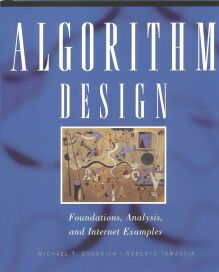 ALGORITHM
DESIGN
Foundations, Analysis,
and Internet Examples
MICHAEL T. GOODRICH / ROBERTO TAMASSIA